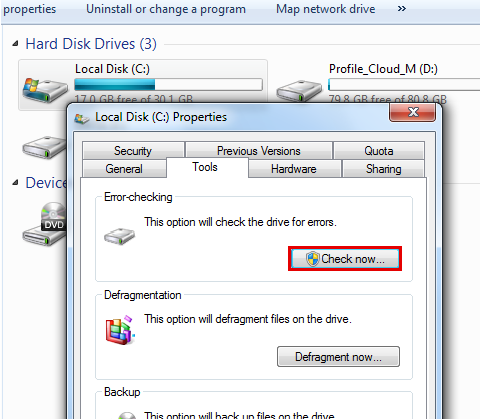 properties Uninstall or change a program Map network drive »
Hard Disk Drives (3)
Local Disk (C:)
Profile_Cloud_M (D:)
17.0 GB free of 30.1 GB
79.8 GB free of 80.8 GB
Local Disk (C:) Properties
Security Previous Versions Quota
General Tools Hardware Sharing
Device
DVD
Error-checking
This option will check the drive for errors.
Check now...
Defragmentation
This option will defragment files on the drive.
Defragment now...
Backup
This option will back up files on the drive.